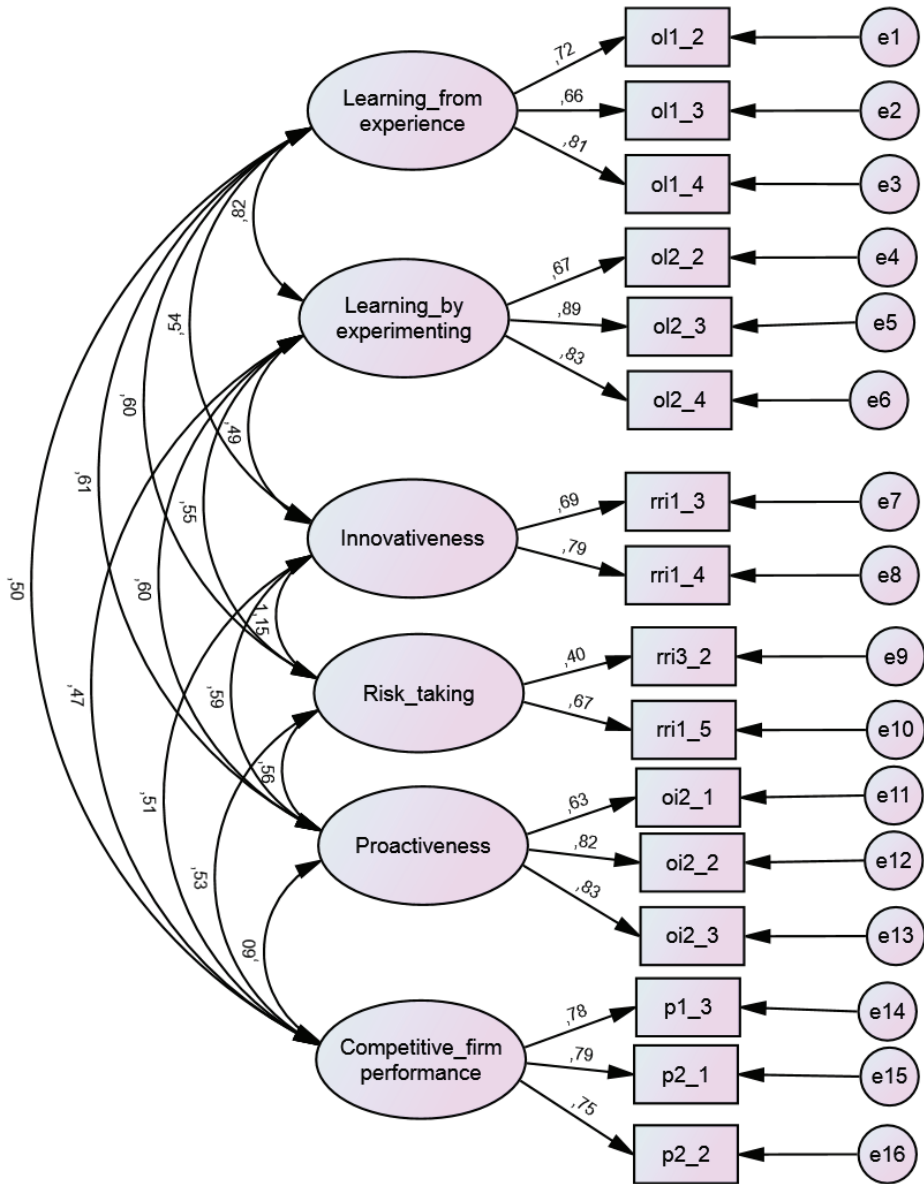 ol1_2
e1
,72
Learning_from
experience
,66
ol1_3
e2
,81
ol1_4
e3
,82
ol2_2
e4
,67
Learning_by
experimenting
,89
ol2_3
e5
,83
ol2_4
e6
,54
,60
,49
,61
,55
,60
,50
,47
Innovativeness
,69
rri1_3
e7
,79
rri1_4
e8
1,15
,59
Risk_taking
,40
rri3_2
e9
,67
rri1_5
e10
,56
,51
,53
Proactiveness
,63
oi2_1
e11
,82
oi2_2
e12
,83
oi2_3
e13
,60
Competitive_firm
performance
,78
p1_3
e14
,79
p2_1
e15
,75
p2_2
e16